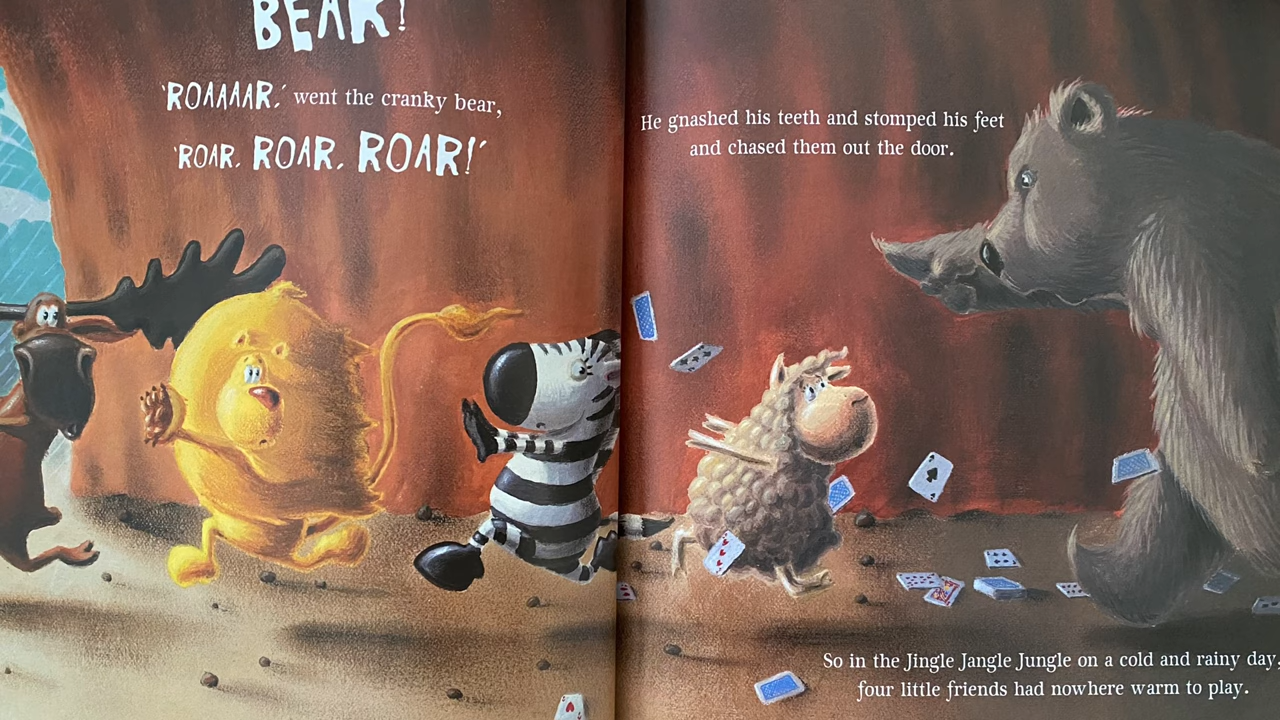 BEAR!
'ROAAAAR,' went the cranky bear,
'ROAR, ROAR, ROAR!'
He gnashed his teeth and stomped his feet
and chased them out the door.
So in the Jingle Jangle Jungle on a cold and rainy day,
four little friends had nowhere warm to play.